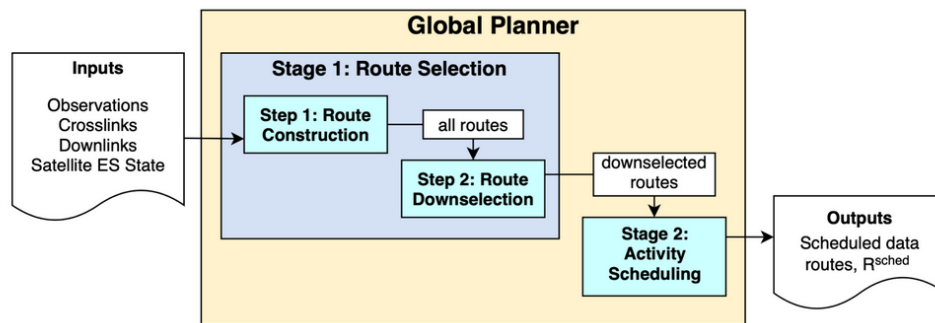 Global Planner
Inputs
Observations
Crosslinks
Downlinks
Satellite ES State
Stage 1: Route Selection
Step 1: Route
Construction
all routes
Step 2: Route
Downselection
downselected
routes
Stage 2:
Activity
Scheduling
Outputs
Scheduled data
routes, R^sched